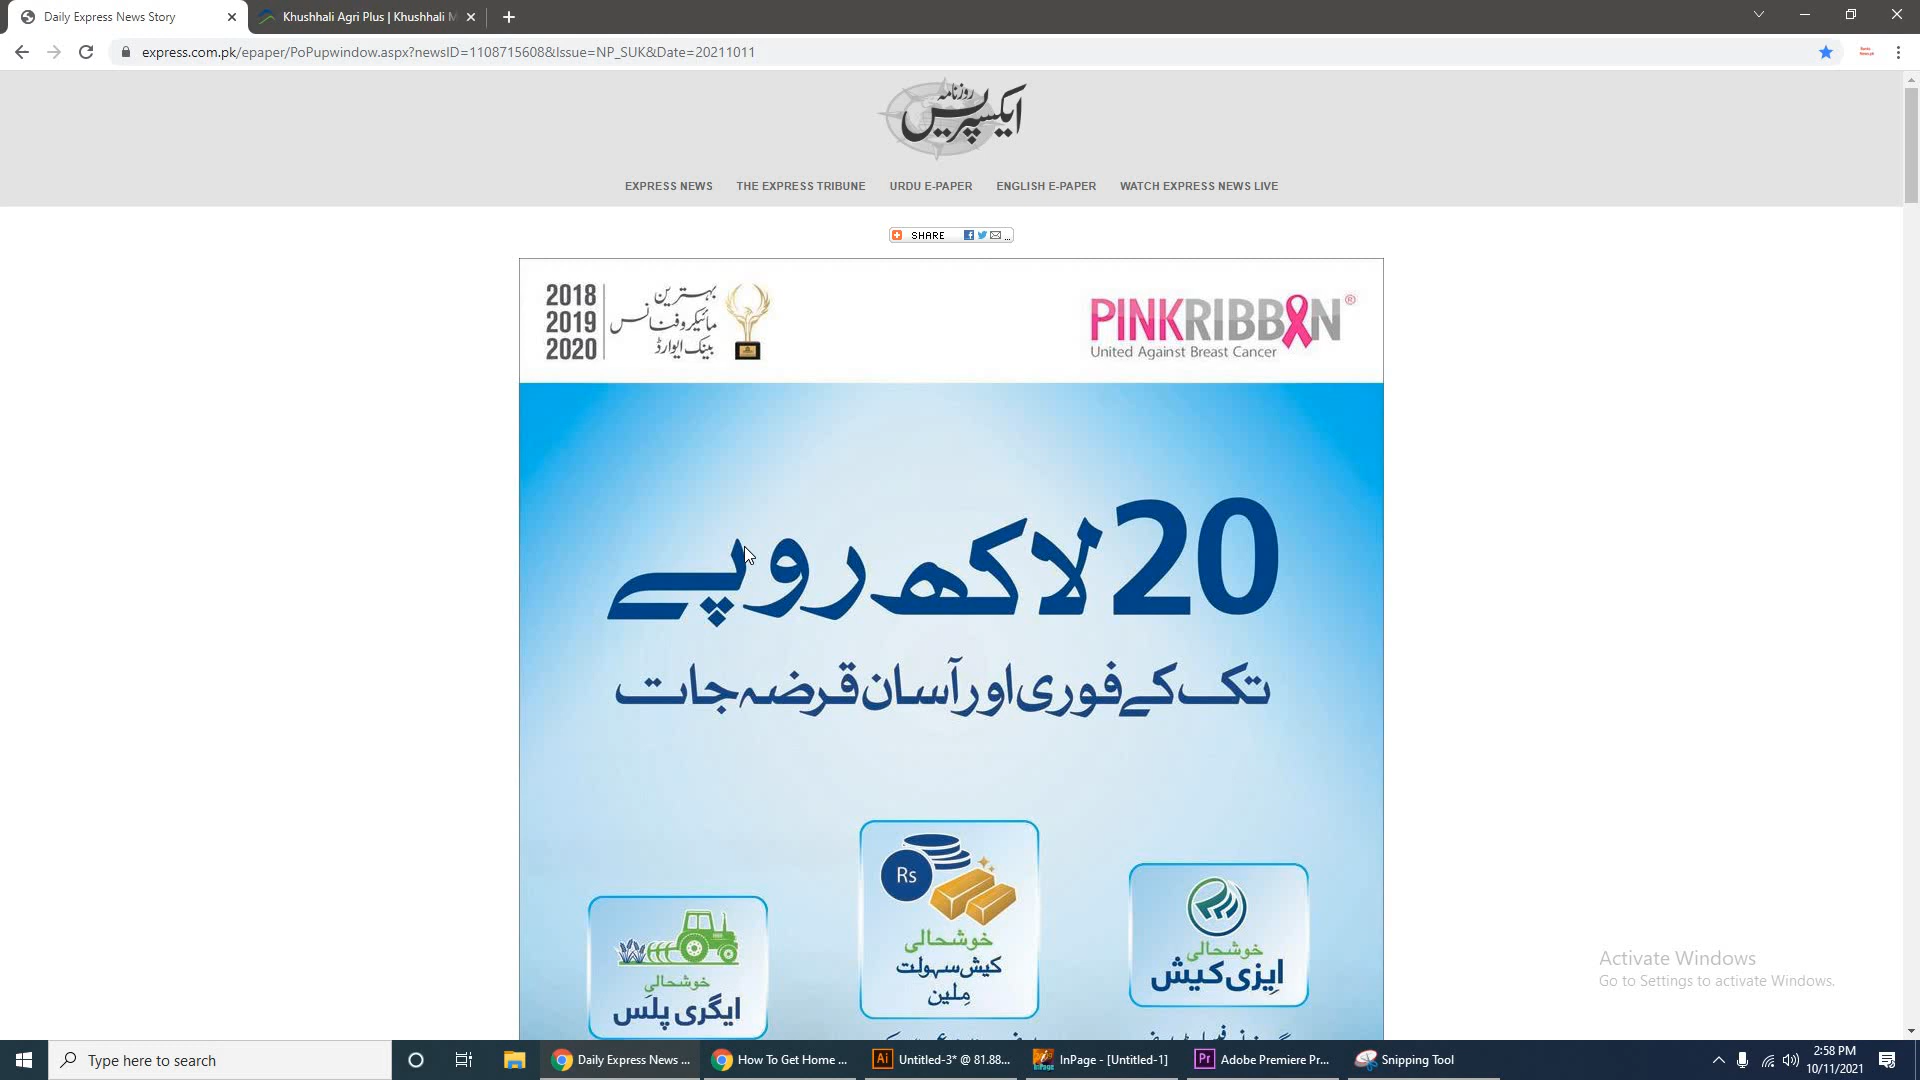 Daily Express News Story
Khushhali Agri Plus | Khushhali M
express.com.pk/epaper/PoPupwindow.aspx?newsID=1108715608&Issue=NP_SUK&Date=20211011
روزنامہ
ایکسپریس
EXPRESS NEWS THE EXPRESS TRIBUNE URDU E-PAPER ENGLISH E-PAPER WATCH EXPRESS NEWS LIVE
SHARE
2018
2019
2020
بہترین
مائیکروفنانس
بینک ایوارڈ
PINKRIBBON®
United Against Breast Cancer
20 لاکھ روپے
تک کے فوری اور آسان قرضہ جات
خوشحالی
ایزی کیش
Rs
خوشحالی
کیش سہولت
مِلین
خوشحالی
ایگری پلَس
Activate Windows
Go to Settings to activate Windows.
Type here to search
Daily Express News ...
How To Get Home ...
Ai Untitled-3* @ 81.88...
InPage - [Untitled-1]
Pr Adobe Premiere Pr...
Snipping Tool
2:58 PM
10/11/2021